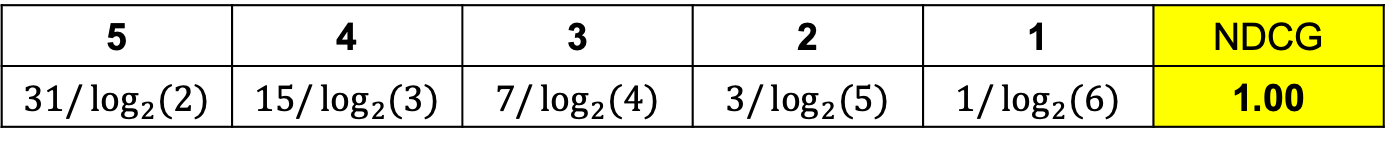 5 4 3 2 1 NDCG
31/ log₂(2) 15/ log₂(3) 7/ log₂(4) 3/ log₂(5) 1/ log₂(6) 1.00